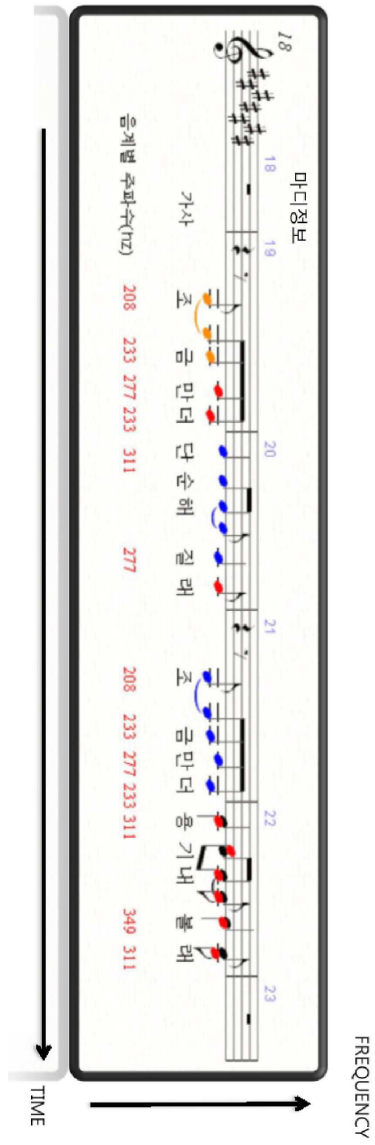 FREQUENCY
마디정보
18
18 19 20 21 22 23
가사 조 금 만 더 단 순 해 질 래 조 금 만 더 용 기 내 볼 래
음계별 주파수(hz) 208 233 277 233 311 277 208 233 277 233 311 349 311
TIME